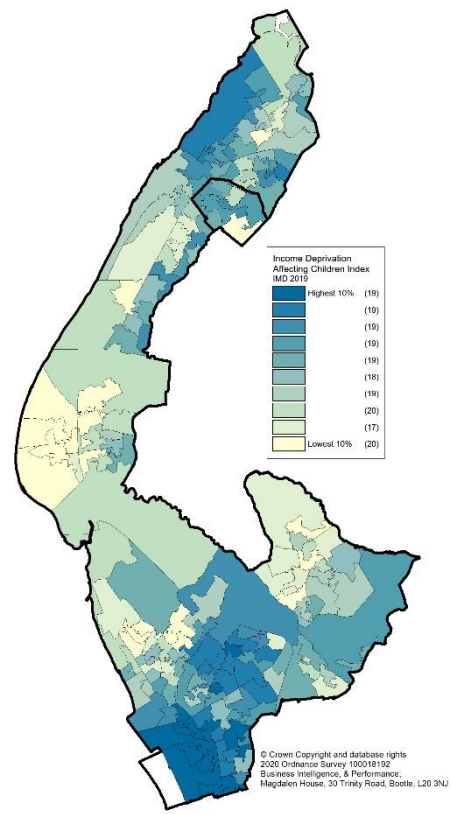 Income Deprivation
Affecting Children Index
IMD 2019
Highest 10% (19)
(19)
(19)
(19)
(19)
(18)
(19)
(20)
(17)
Lowest 10% (20)
© Crown Copyright and database rights
2020 Ordnance Survey 100018192
Business Intelligence, & Performance,
Magdalen House, 30 Trinity Road, Bootle, L20 3NJ